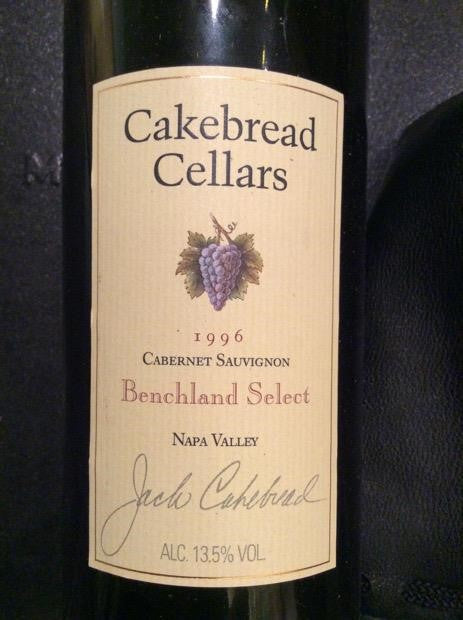 Cakebread
Cellars
1996
CABERNET SAUVIGNON
Benchland Select
NAPA VALLEY
Jack Cakebread
ALC. 13.5% VOL.